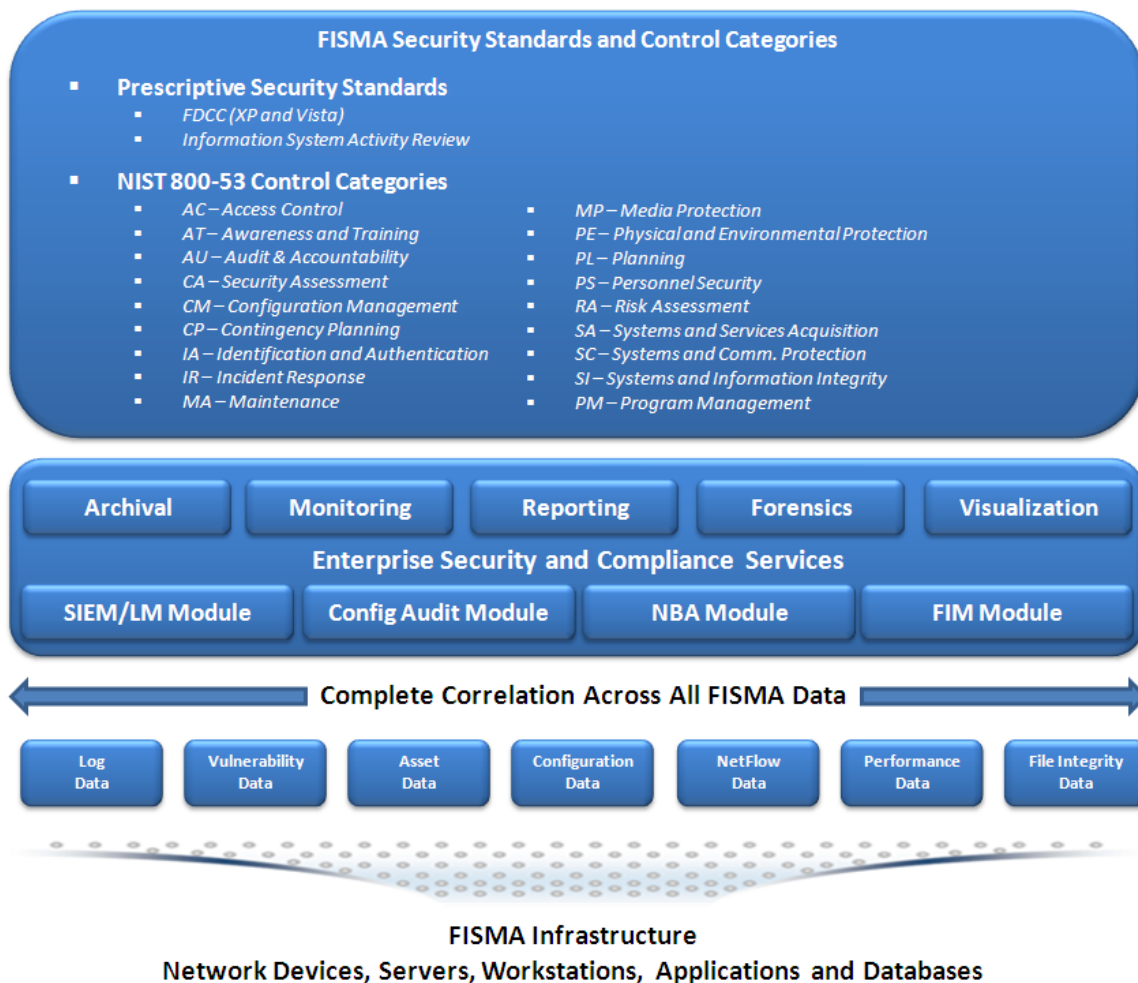 FISMA Security Standards and Control Categories
Prescriptive Security Standards
FDCC (XP and Vista)
Information System Activity Review
NIST 800-53 Control Categories
AC – Access Control
AT – Awareness and Training
AU – Audit & Accountability
CA – Security Assessment
CM – Configuration Management
CP – Contingency Planning
IA – Identification and Authentication
IR – Incident Response
MA – Maintenance
MP – Media Protection
PE – Physical and Environmental Protection
PL – Planning
PS – Personnel Security
RA – Risk Assessment
SA – Systems and Services Acquisition
SC – Systems and Comm. Protection
SI – Systems and Information Integrity
PM – Program Management
Archival
Monitoring
Reporting
Forensics
Visualization
Enterprise Security and Compliance Services
SIEM/LM Module
Config Audit Module
NBA Module
FIM Module
Complete Correlation Across All FISMA Data
Log
Data
Vulnerability
Data
Asset
Data
Configuration
Data
NetFlow
Data
Performance
Data
File Integrity
Data
FISMA Infrastructure
Network Devices, Servers, Workstations, Applications and Databases